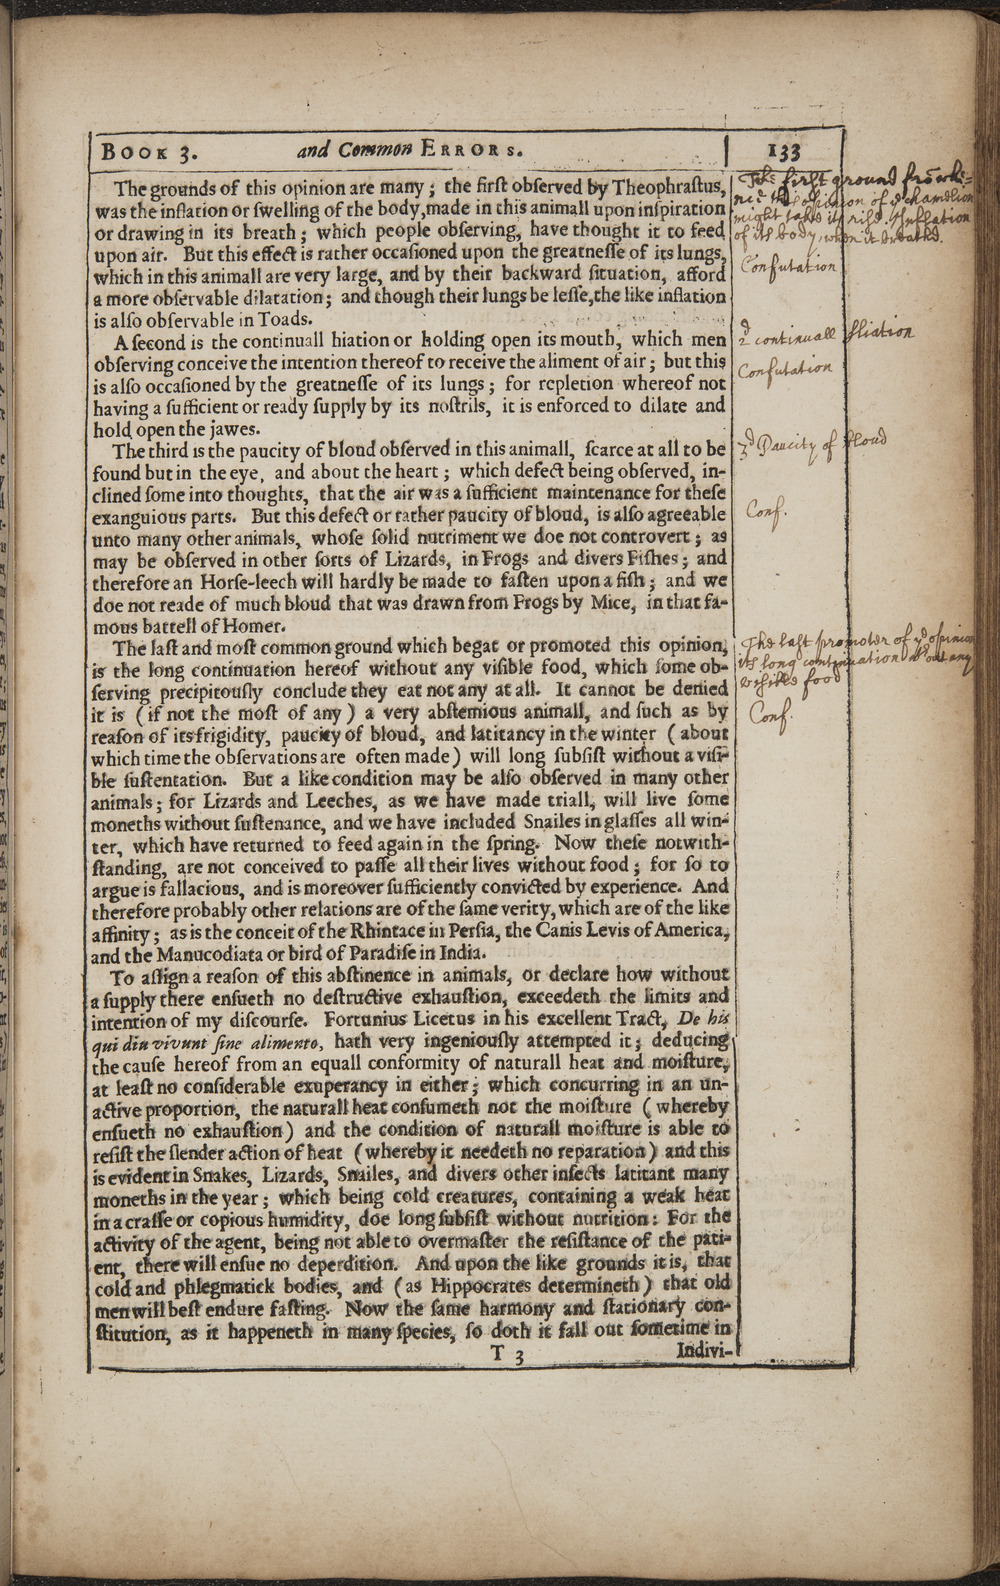 BOOK 3. and Common ERRORS. 133
The grounds of this opinion are many; the firſt obſerved by Theophraſtus,
was the inflation or ſwelling of the body,made in this animall upon inſpiration
or drawing in its breath; which people obſerving, have thought it to feed
upon air. But this effect is rather occaſioned upon the greatneſſe of its lungs,
which in this animall are very large, and by their backward ſituation, afford
a more obſervable dilatation; and though their lungs be leſſe,the like inflation
is alſo obſervable in Toads.
A ſecond is the continuall hiation or holding open its mouth, which men
obſerving conceive the intention thereof to receive the aliment of air; but this
is alſo occaſioned by the greatneſſe of its lungs; for repletion whereof not
having a ſufficient or ready ſupply by its noſtrils, it is enforced to dilate and
hold open the jawes.
The third is the paucity of bloud obſerved in this animall, ſcarce at all to be
found but in the eye, and about the heart; which defect being obſerved, in-
clined ſome into thoughts, that the air was a ſufficient maintenance for theſe
exanguious parts. But this defect or rather paucity of bloud, is alſo agreeable
unto many other animals, whoſe ſolid nutriment we doe not controvert; as
may be obſerved in other ſorts of Lizards, in Frogs and divers Fiſhes; and
therefore an Horſe-leech will hardly be made to faſten upon a fiſh; and we
doe not reade of much bloud that was drawn from Frogs by Mice, in that fa-
mous battell of Homer.
The laſt and moſt common ground which begat or promoted this opinion,
is the long continuation hereof without any viſible food, which ſome ob-
ſerving precipitouſly conclude they eat not any at all. It cannot be denied
it is (if not the moſt of any) a very abſtemious animall, and ſuch as by
reaſon of its frigidity, paucity of bloud, and latitancy in the winter (about
which time the obſervations are often made) will long ſubſiſt without a viſi-
ble ſuſtentation. But a like condition may be alſo obſerved in many other
animals; for Lizards and Leeches, as we have made triall, will live ſome
moneths without ſuſtenance, and we have included Snailes in glaſſes all win-
ter, which have returned to feed again in the ſpring. Now theſe notwith-
ſtanding, are not conceived to paſſe all their lives without food; for ſo to
argue is fallacious, and is moreover ſufficiently convicted by experience. And
therefore probably other relations are of the ſame verity, which are of the like
affinity; as is the conceit of the Rhintace in Perſia, the Canis Levis of America,
and the Manucodiata or bird of Paradiſe in India.
To aſſign a reaſon of this abſtinence in animals, or declare how without
a ſupply there enſueth no deſtructive exhauſtion, exceedeth the limits and
intention of my diſcourſe. Fortunius Licetus in his excellent Tract, De his
qui diu vivunt ſine alimento, hath very ingeniouſly attempted it; deducing
the cauſe hereof from an equall conformity of naturall heat and moiſture,
at leaſt no conſiderable exuperancy in either; which concurring in an un-
active proportion, the naturall heat conſumeth not the moiſture (whereby
enſueth no exhauſtion) and the condition of naturall moiſture is able to
reſiſt the ſlender action of heat (whereby it needeth no reparation) and this
is evident in Snakes, Lizards, Snailes, and divers other inſects latitant many
moneths in the year; which being cold creatures, containing a weak heat
in a craſſe or copious humidity, doe long ſubſiſt without nutrition: For the
activity of the agent, being not able to overmaſter the reſiſtance of the pati-
ent, there will enſue no deperdition. And upon the like grounds it is, that
cold and phlegmatick bodies, and (as Hippocrates determineth) that old
men will beſt endure faſting. Now the ſame harmony and ſtationary con-
ſtitution, as it happeneth in many ſpecies, ſo doth it fall out ſometime in
T 3 Indivi-
The firſt ground
opinion of yᵉ chamelion
might take its riſe
of its body, when it breaths.
Confutation
2d continuall hiation
Confutation
3d Paucity of bloud
Conf.
The laſt promoter of yᵉ opinion
its long continuation without any
viſible food
Conf.